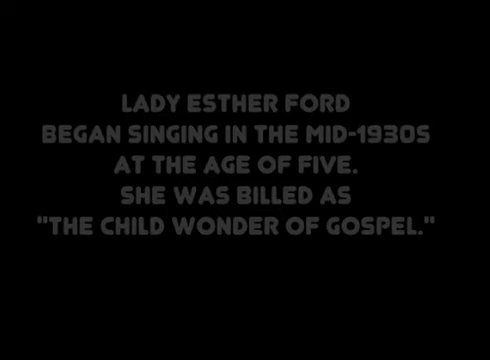 LADY ESTHER FORD
BEGAN SINGING IN THE MID-1930S
AT THE AGE OF FIVE.
SHE WAS BILLED AS
"THE CHILD WONDER OF GOSPEL."